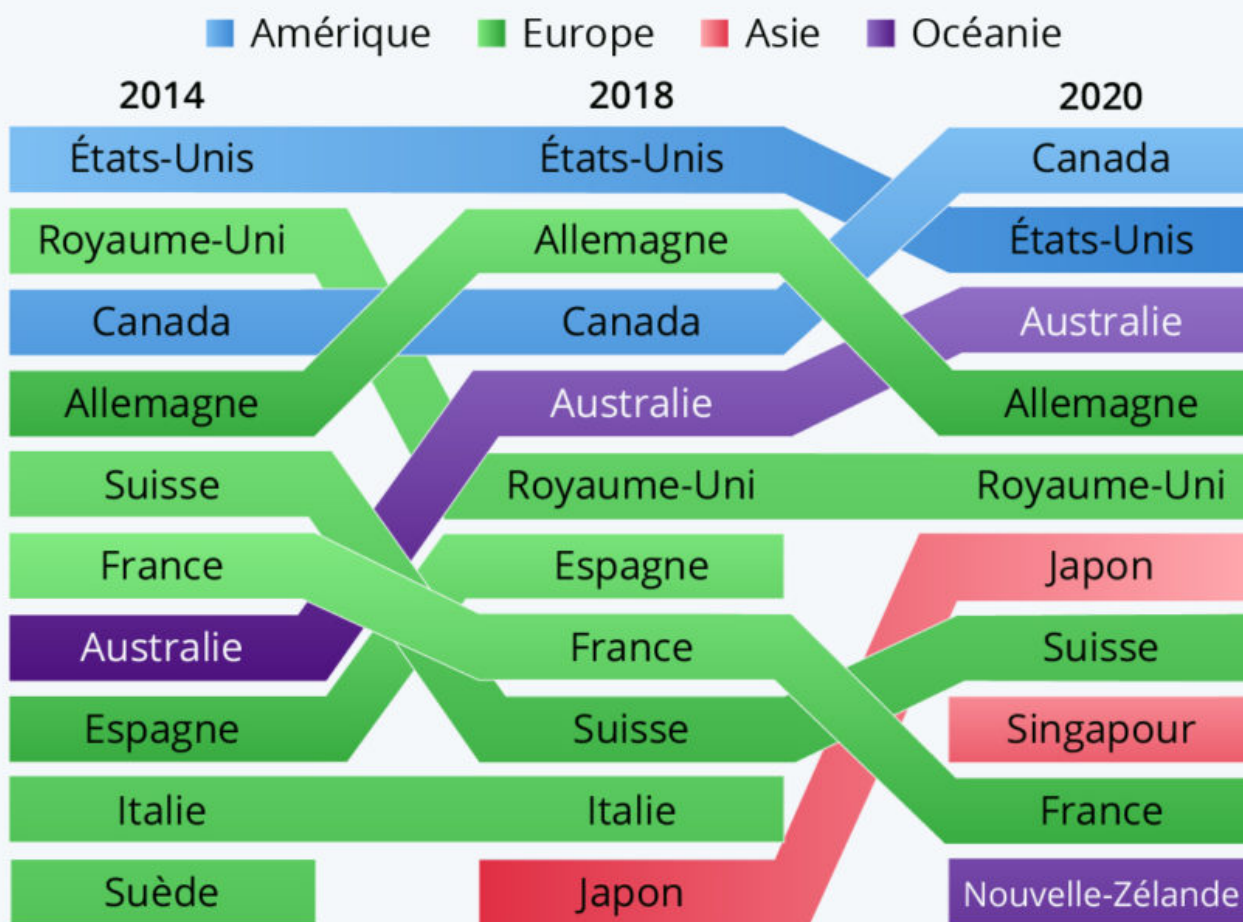 Amérique Europe Asie Océanie
2014 2018 2020
États-Unis États-Unis Canada
Royaume-Uni Allemagne États-Unis
Canada Canada Australie
Allemagne Australie Allemagne
Suisse Royaume-Uni Royaume-Uni
France Espagne Japon
Australie France Suisse
Espagne Suisse Singapour
Italie Italie France
Suède Japon Nouvelle-Zélande